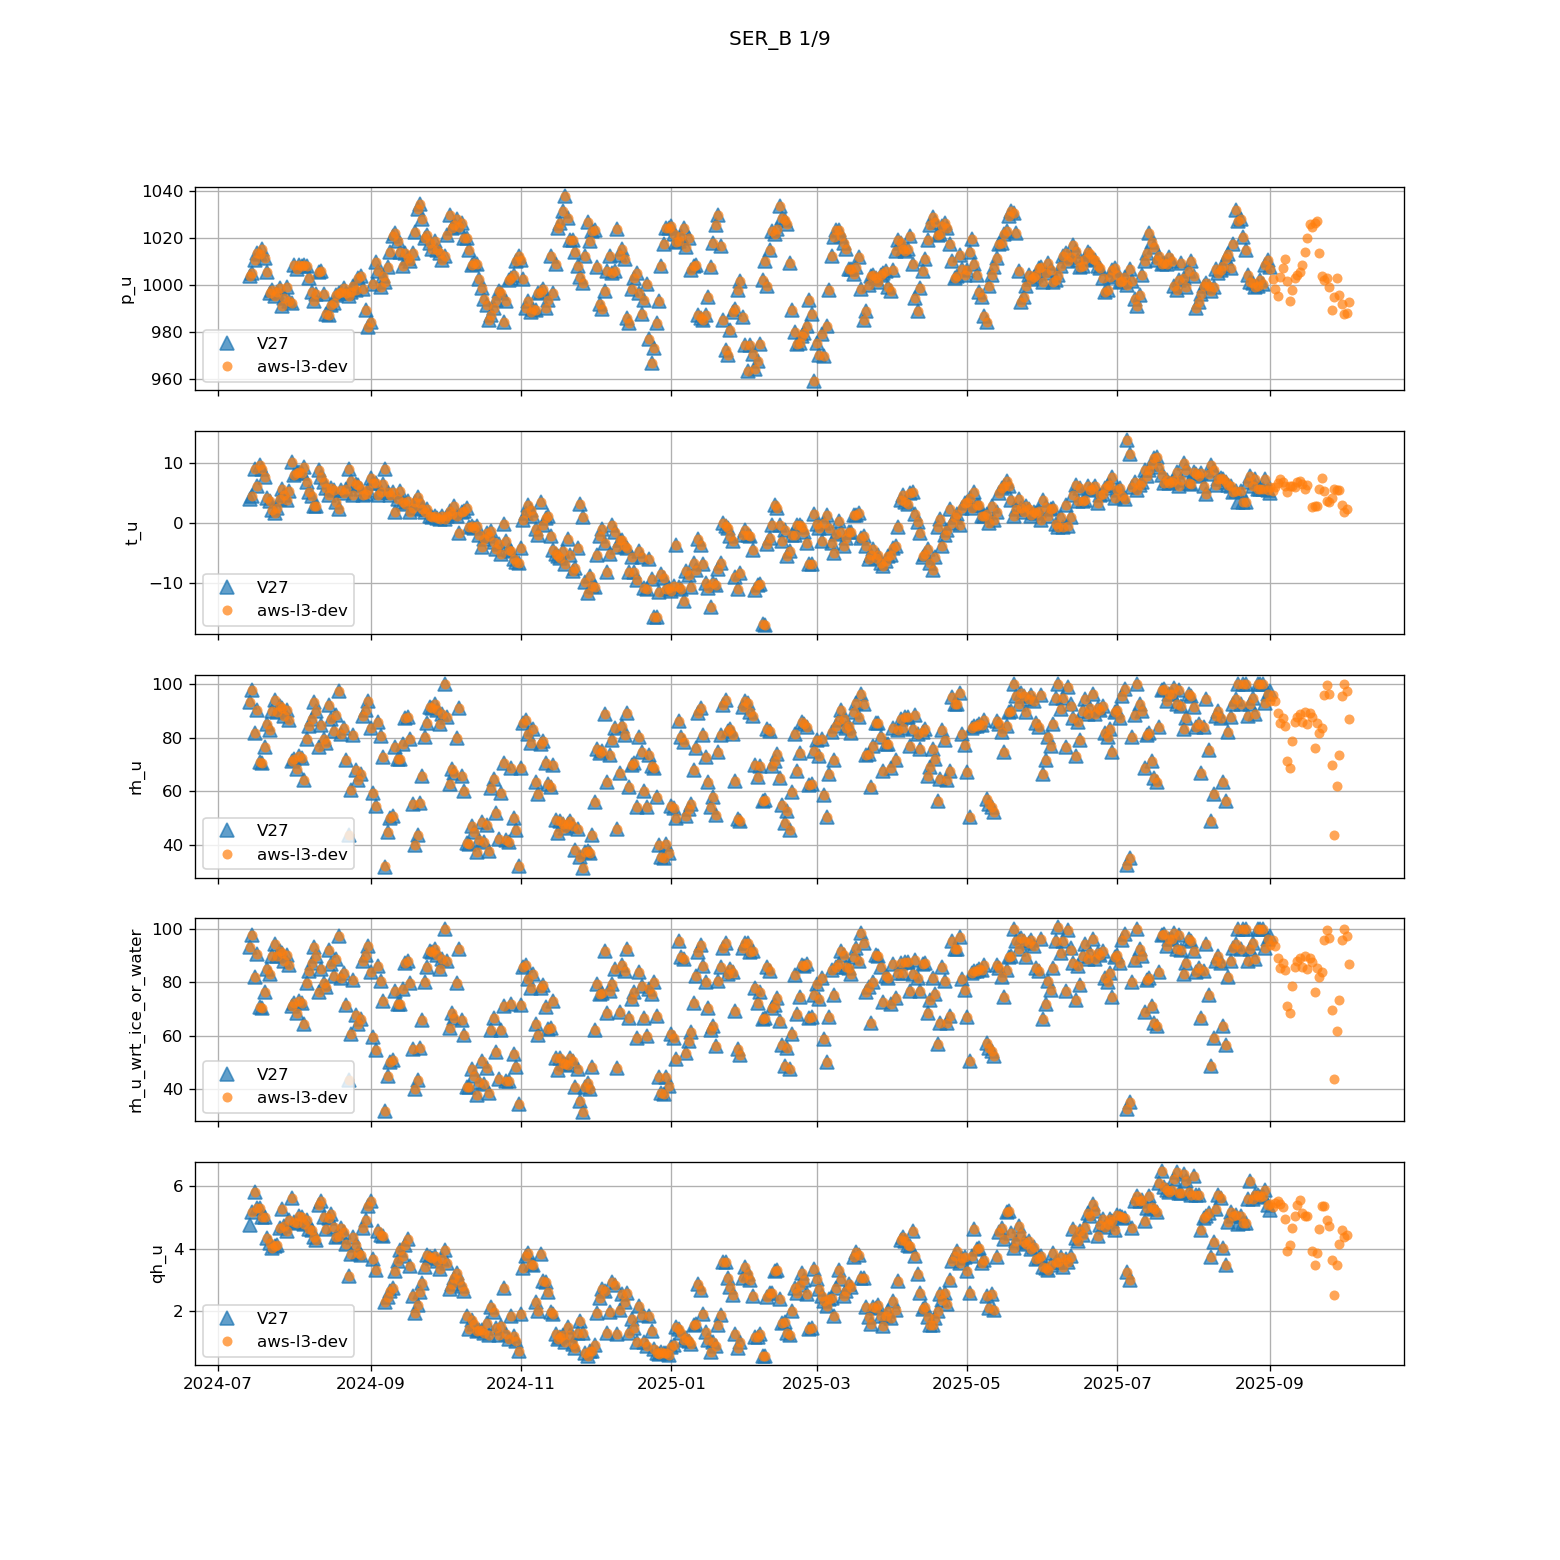 SER_B 1/9
1040
1020
1000
980
960
p_u
V27
aws-l3-dev
10
0
−10
t_u
V27
aws-l3-dev
100
80
60
40
rh_u
V27
aws-l3-dev
100
80
60
40
rh_u_wrt_ice_or_water
V27
aws-l3-dev
6
4
2
qh_u
V27
aws-l3-dev
2024-07 2024-09 2024-11 2025-01 2025-03 2025-05 2025-07 2025-09